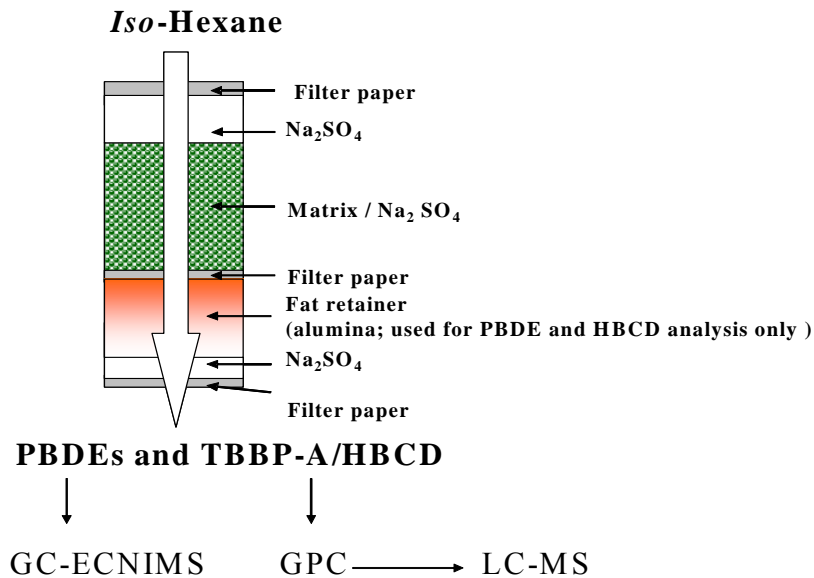 Iso-Hexane
Filter paper
Na₂SO₄
Matrix / Na₂ SO₄
Filter paper
Fat retainer
(alumina; used for PBDE and HBCD analysis only )
Na₂SO₄
Filter paper
PBDEs and TBBP-A/HBCD
GC-ECNIMS GPC LC-MS